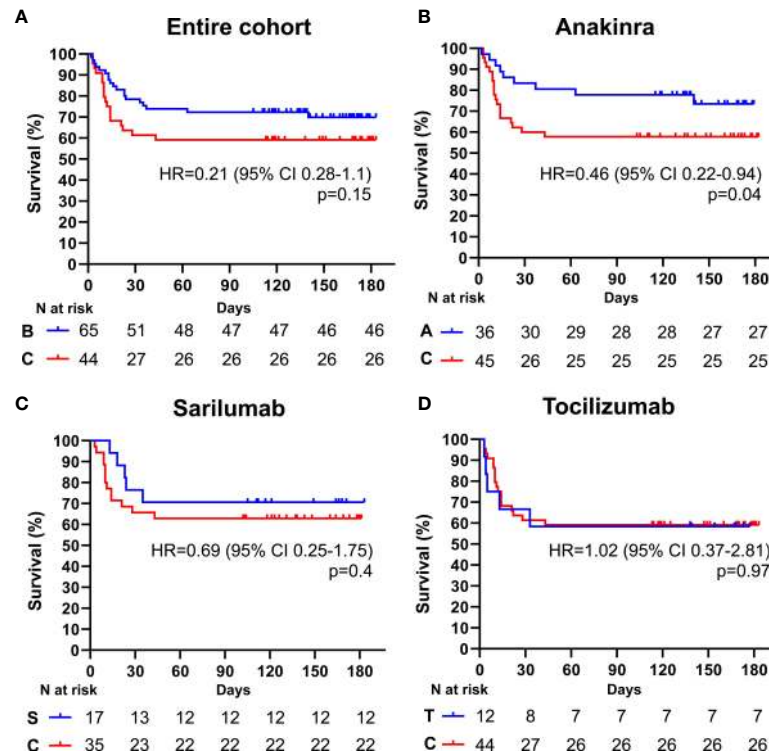 A
Entire cohort
100
90
80
70
60
50
40
30
20
10
0
Survival (%)
HR=0.21 (95% CI 0.28-1.1)
p=0.15
0 30 60 90 120 150 180
N at risk Days
B 65 51 48 47 47 46 46
C 44 27 26 26 26 26 26
B
Anakinra
100
90
80
70
60
50
40
30
20
10
0
Survival (%)
HR=0.46 (95% CI 0.22-0.94)
p=0.04
0 30 60 90 120 150 180
N at risk Days
A 36 30 29 28 28 27 27
C 45 26 25 25 25 25 25
C
Sarilumab
100
90
80
70
60
50
40
30
20
10
0
Survival (%)
HR=0.69 (95% CI 0.25-1.75)
p=0.4
0 30 60 90 120 150 180
N at risk Days
S 17 13 12 12 12 12 12
C 35 23 22 22 22 22 22
D
Tocilizumab
100
90
80
70
60
50
40
30
20
10
0
Survival (%)
HR=1.02 (95% CI 0.37-2.81)
p=0.97
0 30 60 90 120 150 180
N at risk Days
T 12 8 7 7 7 7 7
C 44 27 26 26 26 26 26